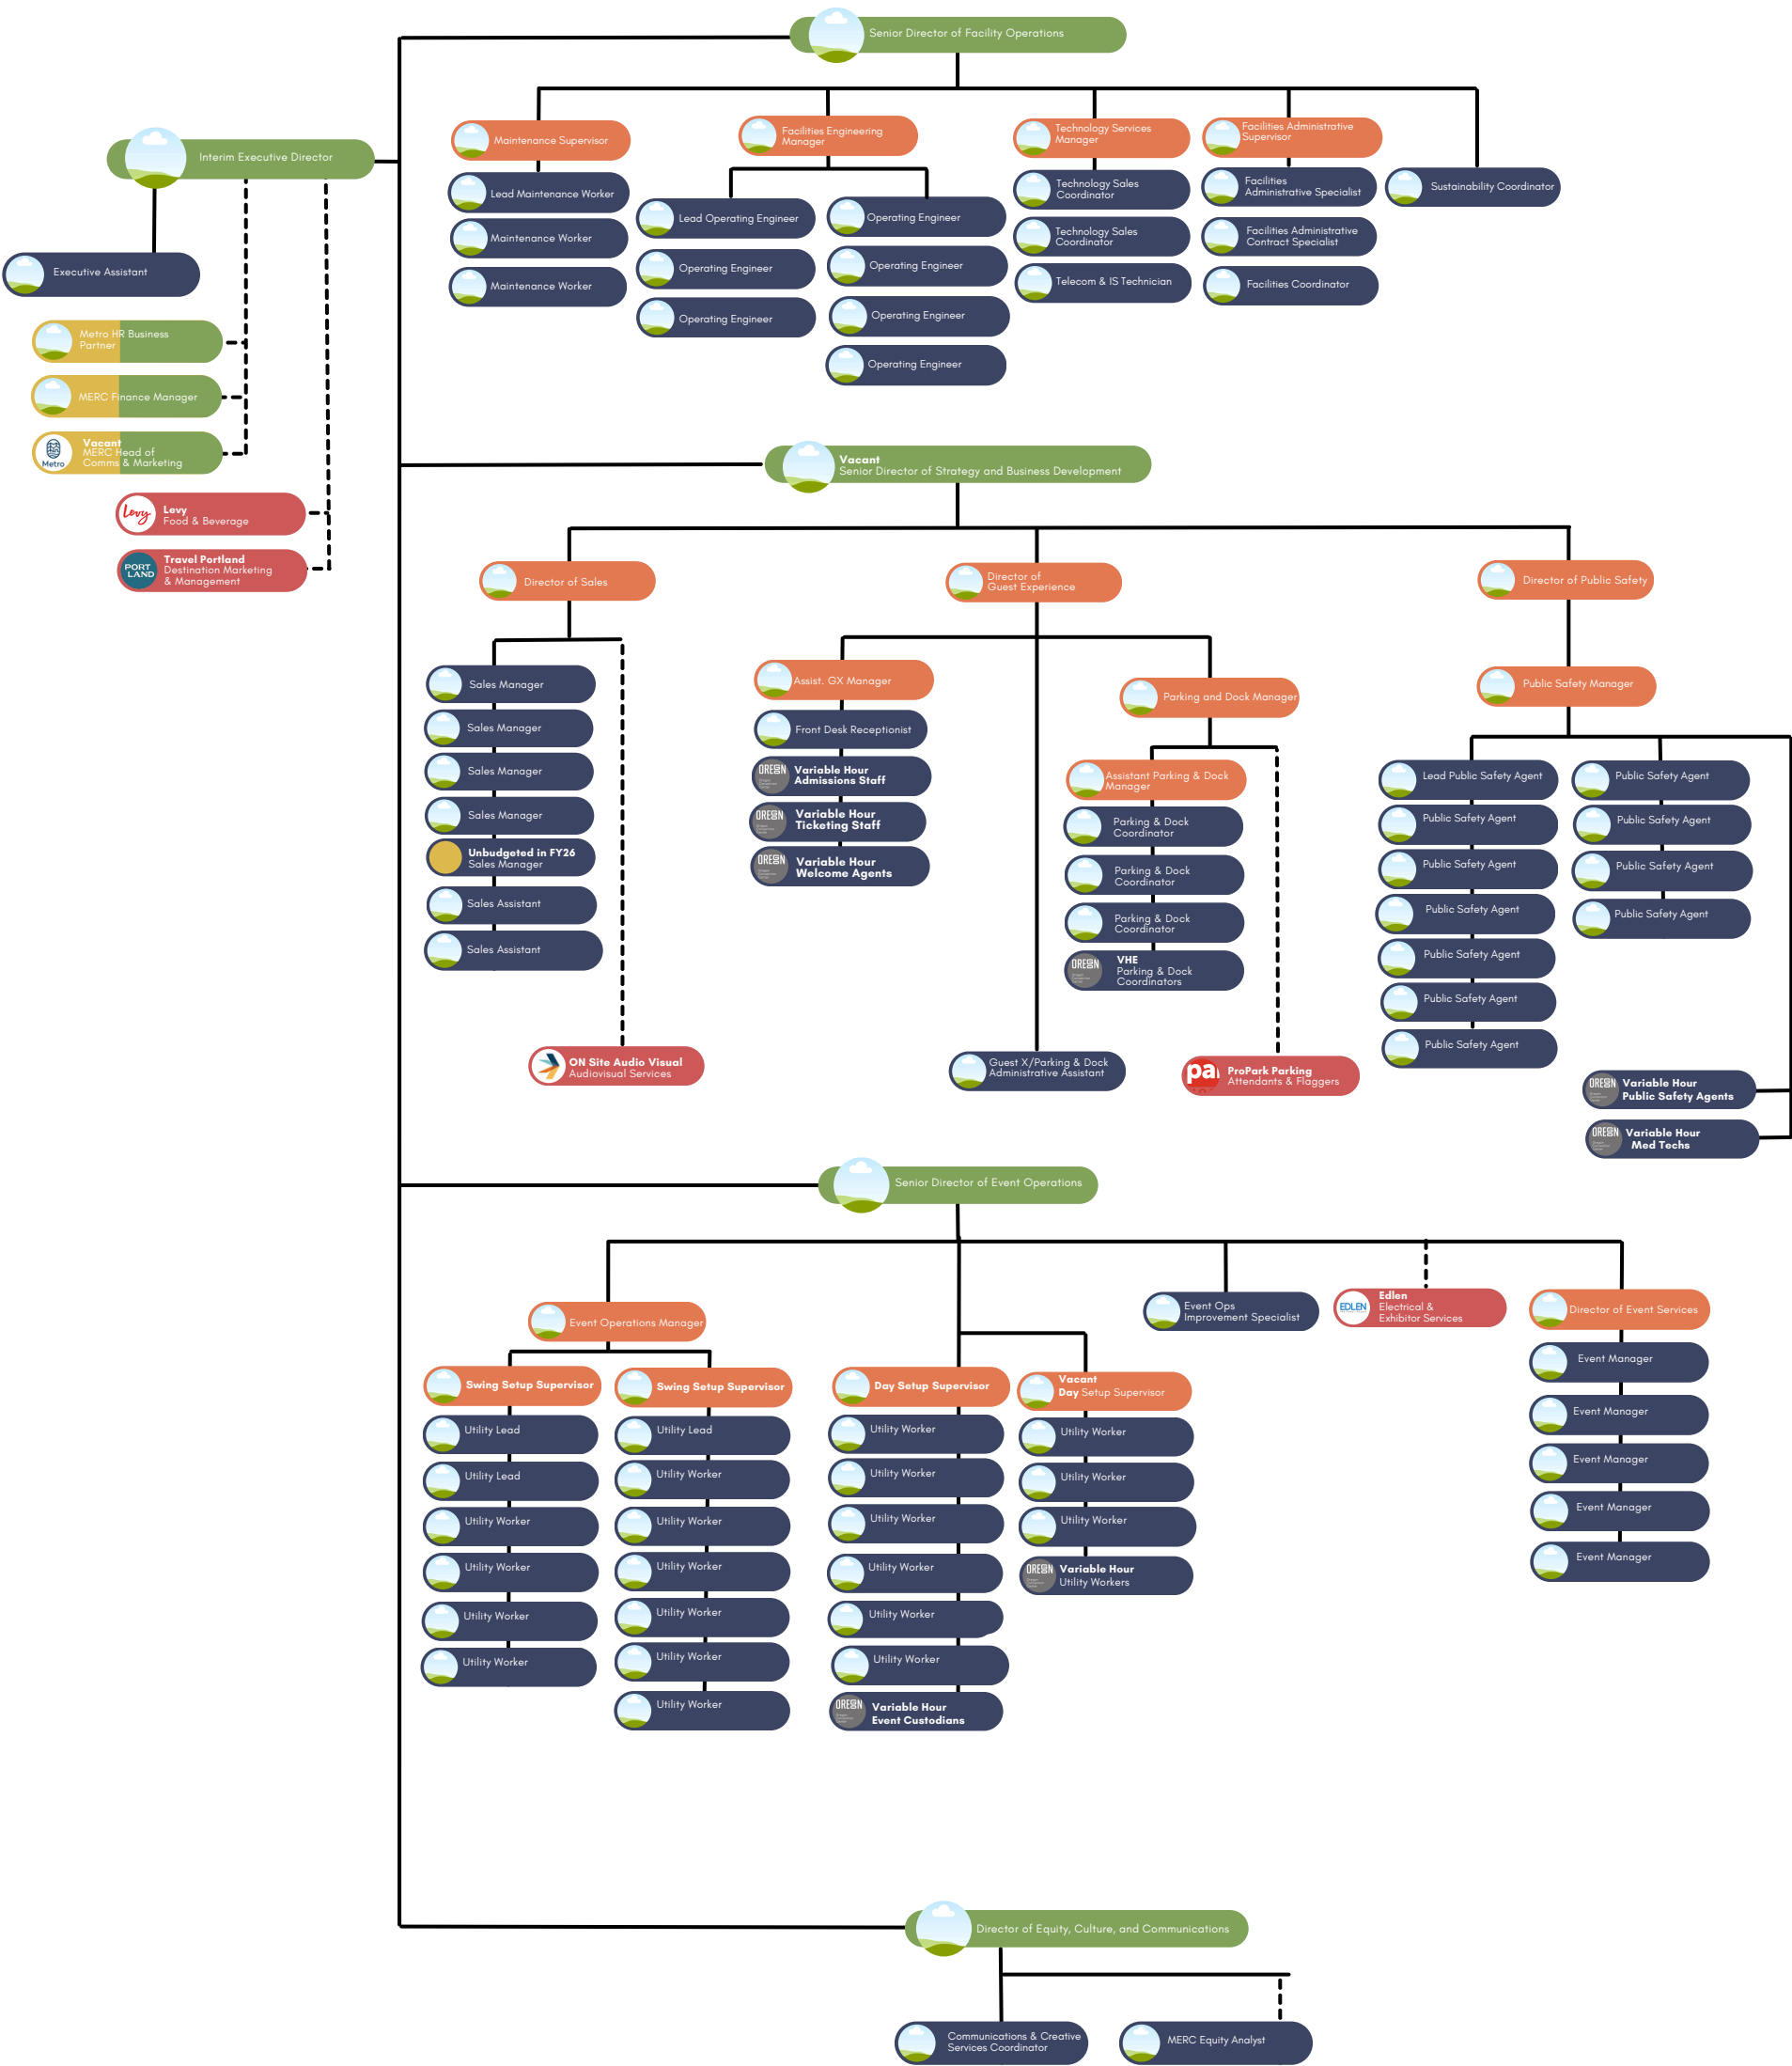 Senior Director of Facility Operations
Interim Executive Director
Executive Assistant
Metro HR Business
Partner
MERC Finance Manager
Metro
Vacant
MERC Head of
Comms & Marketing
Levy
Levy
Food & Beverage
PORT
LAND
Travel Portland
Destination Marketing
& Management
Maintenance Supervisor
Lead Maintenance Worker
Maintenance Worker
Maintenance Worker
Facilities Engineering
Manager
Lead Operating Engineer
Operating Engineer
Operating Engineer
Operating Engineer
Operating Engineer
Operating Engineer
Operating Engineer
Technology Services
Manager
Technology Sales
Coordinator
Technology Sales
Coordinator
Telecom & IS Technician
Facilities Administrative
Supervisor
Facilities
Administrative Specialist
Facilities Administrative
Contract Specialist
Facilities Coordinator
Sustainability Coordinator
Vacant
Senior Director of Strategy and Business Development
Director of Sales
Sales Manager
Sales Manager
Sales Manager
Sales Manager
Unbudgeted in FY26
Sales Manager
Sales Assistant
Sales Assistant
ON Site Audio Visual
Audiovisual Services
Director of
Guest Experience
Assist. GX Manager
Front Desk Receptionist
OREGON
Variable Hour
Admissions Staff
OREGON
Variable Hour
Ticketing Staff
OREGON
Variable Hour
Welcome Agents
Guest X/Parking & Dock
Administrative Assistant
Parking and Dock Manager
Assistant Parking & Dock
Manager
Parking & Dock
Coordinator
Parking & Dock
Coordinator
Parking & Dock
Coordinator
OREGON
VHE
Parking & Dock
Coordinators
ProPark Parking
Attendants & Flaggers
Director of Public Safety
Public Safety Manager
Lead Public Safety Agent
Public Safety Agent
Public Safety Agent
Public Safety Agent
Public Safety Agent
Public Safety Agent
Public Safety Agent
Public Safety Agent
Public Safety Agent
Public Safety Agent
Public Safety Agent
OREGON
Variable Hour
Public Safety Agents
OREGON
Variable Hour
Med Techs
Senior Director of Event Operations
Event Operations Manager
Swing Setup Supervisor
Utility Lead
Utility Lead
Utility Worker
Utility Worker
Utility Worker
Utility Worker
Swing Setup Supervisor
Utility Lead
Utility Worker
Utility Worker
Utility Worker
Utility Worker
Utility Worker
Utility Worker
Day Setup Supervisor
Utility Worker
Utility Worker
Utility Worker
Utility Worker
Utility Worker
Utility Worker
OREGON
Variable Hour
Event Custodians
Vacant
Day Setup Supervisor
Utility Worker
Utility Worker
Utility Worker
OREGON
Variable Hour
Utility Workers
Event Ops
Improvement Specialist
EDLEN
Edlen
Electrical &
Exhibitor Services
Director of Event Services
Event Manager
Event Manager
Event Manager
Event Manager
Event Manager
Director of Equity, Culture, and Communications
Communications & Creative
Services Coordinator
MERC Equity Analyst